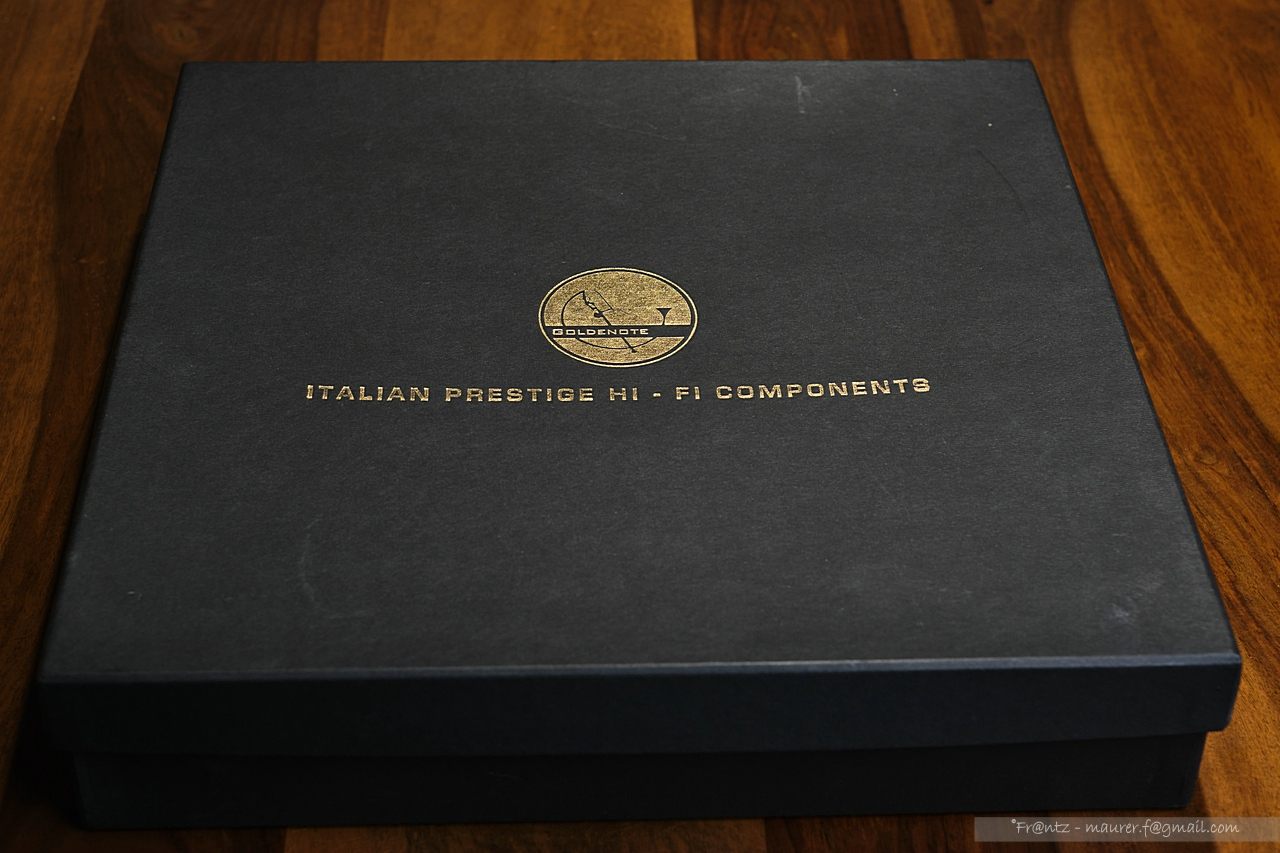 GOLDENOTE
ITALIAN PRESTIGE HI - FI COMPONENTS
°Fr@ntz - maurer.f@gmail.com